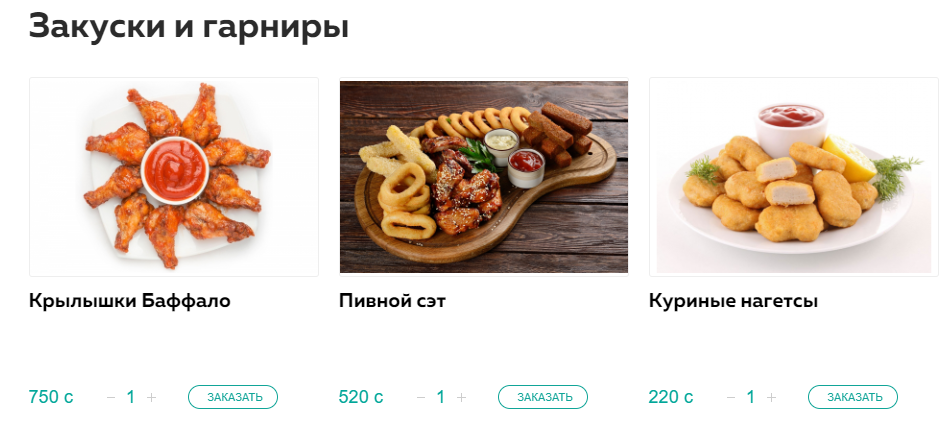 Закуски и гарниры
Крылышки Баффало
Пивной сэт
Куриные нагетсы
750 с − 1 + ЗАКАЗАТЬ
520 с − 1 + ЗАКАЗАТЬ
220 с − 1 + ЗАКАЗАТЬ